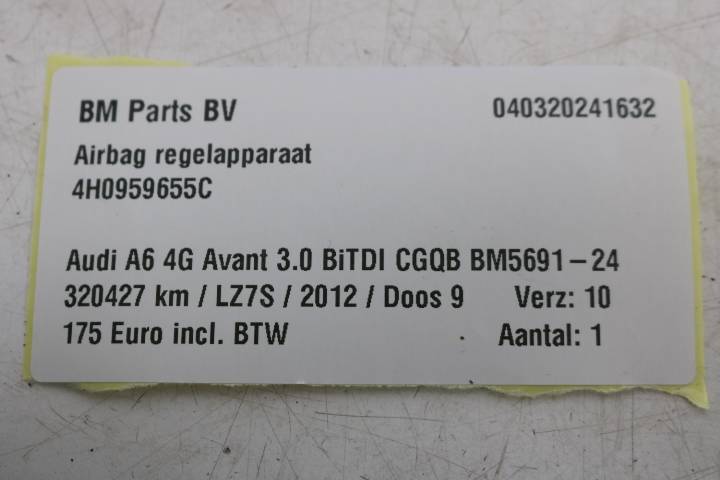 BM Parts BV 040320241632
Airbag regelapparaat
4H0959655C
Audi A6 4G Avant 3.0 BiTDI CGQB BM5691-24
320427 km / LZ7S / 2012 / Doos 9 Verz: 10
175 Euro incl. BTW Aantal: 1